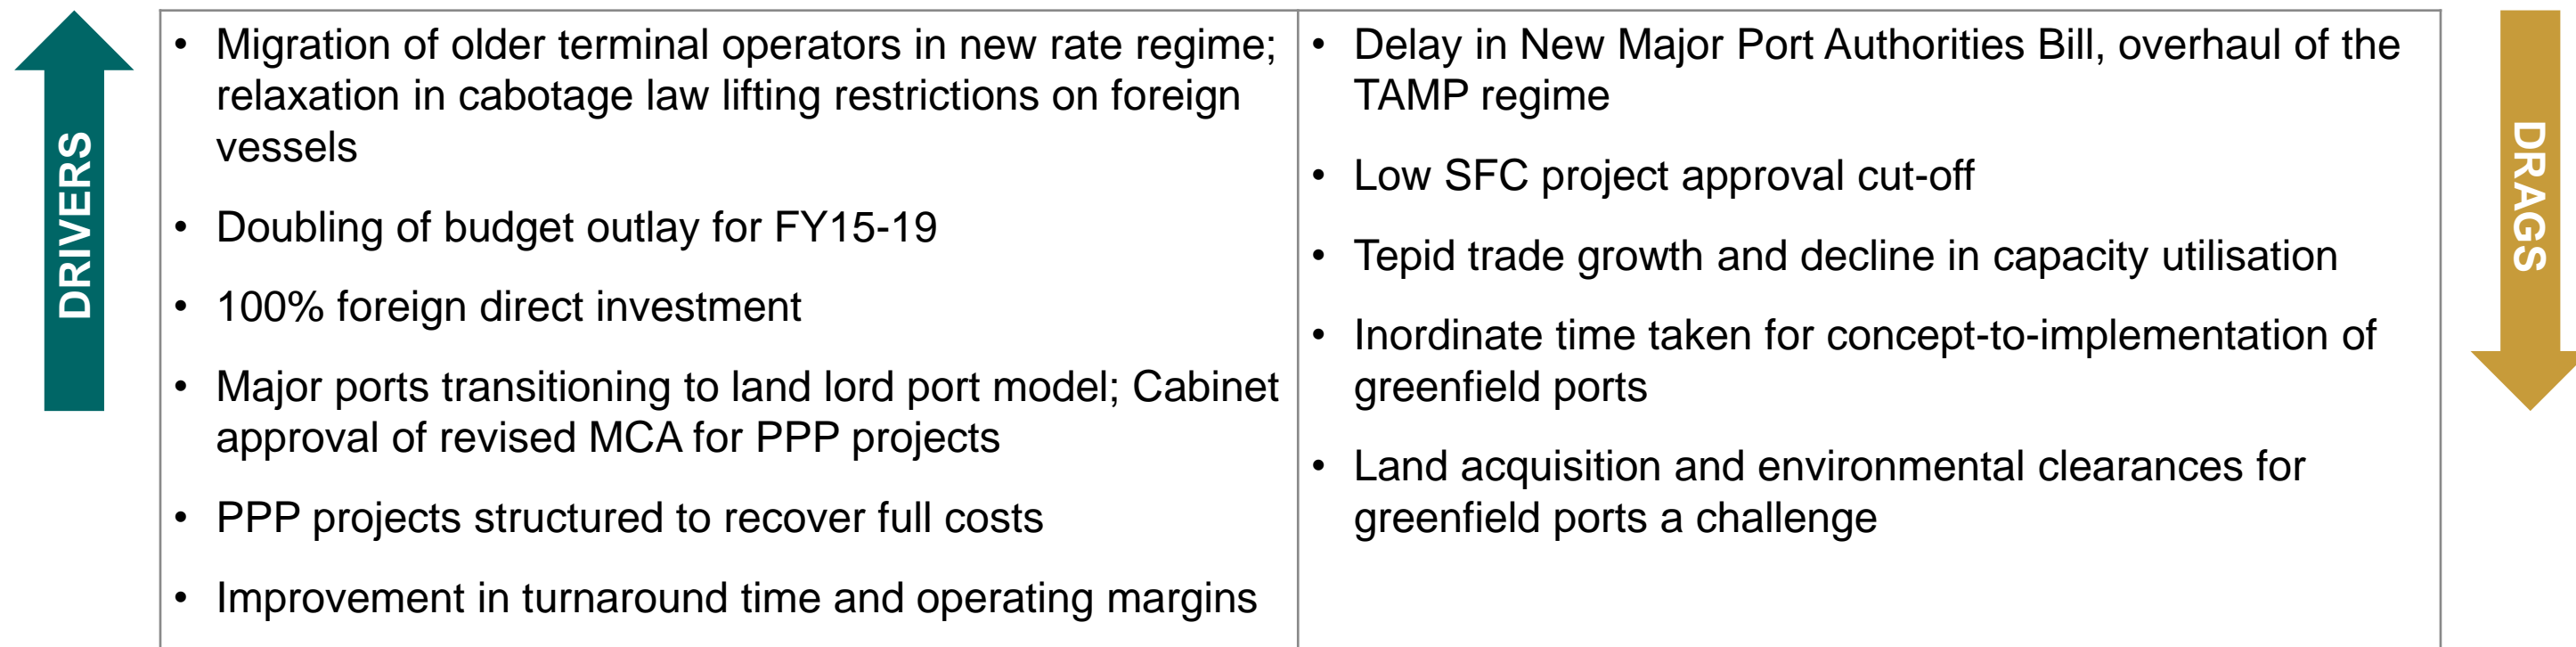 DRIVERS
• Migration of older terminal operators in new rate regime;
relaxation in cabotage law lifting restrictions on foreign
vessels
• Doubling of budget outlay for FY15-19
• 100% foreign direct investment
• Major ports transitioning to land lord port model; Cabinet
approval of revised MCA for PPP projects
• PPP projects structured to recover full costs
• Improvement in turnaround time and operating margins
• Delay in New Major Port Authorities Bill, overhaul of the
TAMP regime
• Low SFC project approval cut-off
• Tepid trade growth and decline in capacity utilisation
• Inordinate time taken for concept-to-implementation of
greenfield ports
• Land acquisition and environmental clearances for
greenfield ports a challenge
DRAGS